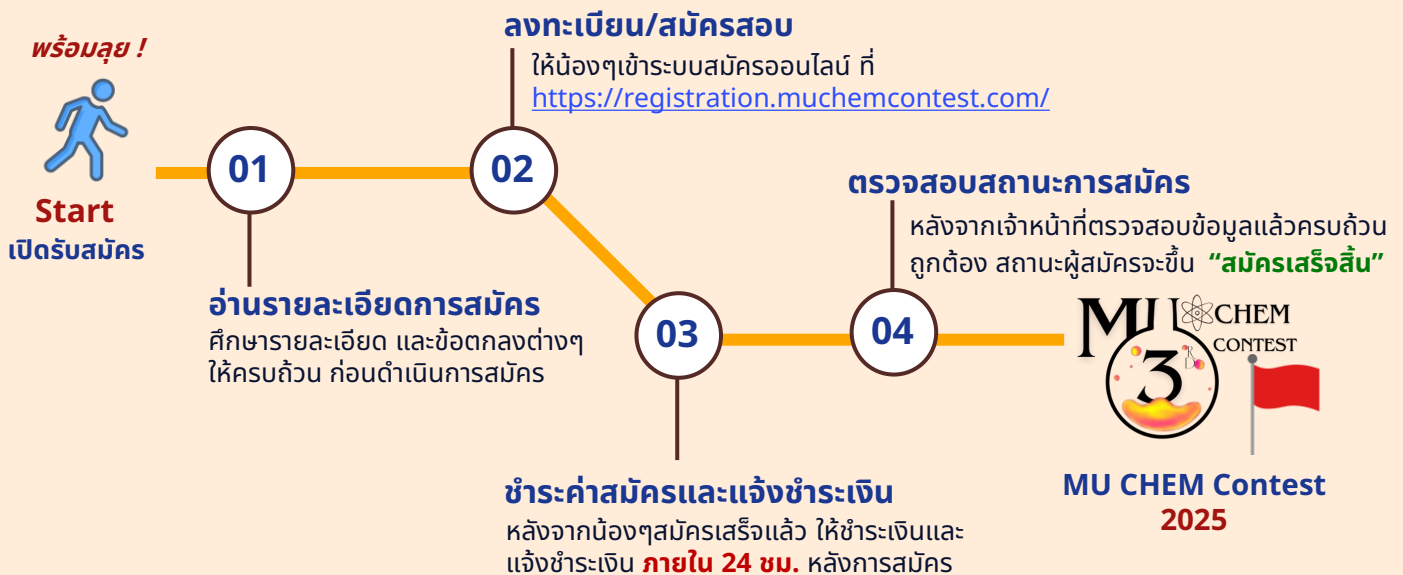 พร้อมลุย !
Start
เปิดรับสมัคร
01
อ่านรายละเอียดการสมัคร
ศึกษารายละเอียด และข้อตกลงต่างๆ
ให้ครบถ้วน ก่อนดำเนินการสมัคร
ลงทะเบียน/สมัครสอบ
ให้น้องๆเข้าระบบสมัครออนไลน์ ที่
https://registration.muchemcontest.com/
02
03
ชำระค่าสมัครและแจ้งชำระเงิน
หลังจากน้องๆสมัครเสร็จแล้ว ให้ชำระเงินและ
แจ้งชำระเงิน ภายใน 24 ชม. หลังการสมัคร
ตรวจสอบสถานะการสมัคร
หลังจากเจ้าหน้าที่ตรวจสอบข้อมูลแล้วครบถ้วน
ถูกต้อง สถานะผู้สมัครจะขึ้น “สมัครเสร็จสิ้น”
04
MU CHEM
CONTEST
3RD
MU CHEM Contest
2025